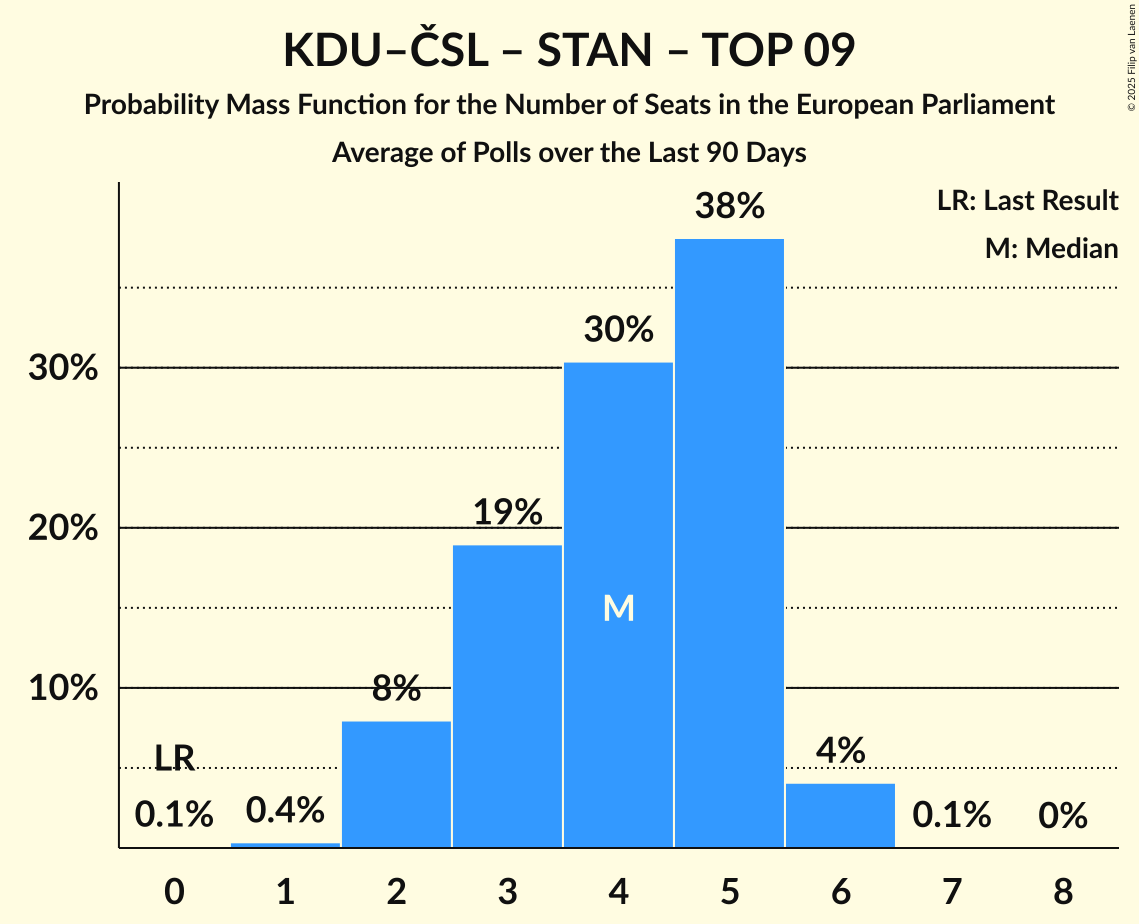 KDU–ČSL – STAN – TOP 09
Probability Mass Function for the Number of Seats in the European Parliament
Average of Polls over the Last 90 Days
© 2025 Filip van Laenen
LR: Last Result
M: Median
38%
30%
30%
19%
20%
M
8%
10%
LR
4%
0.1%
0.4%
0.1%
0%
0 1 2 3 4 5 6 7 8